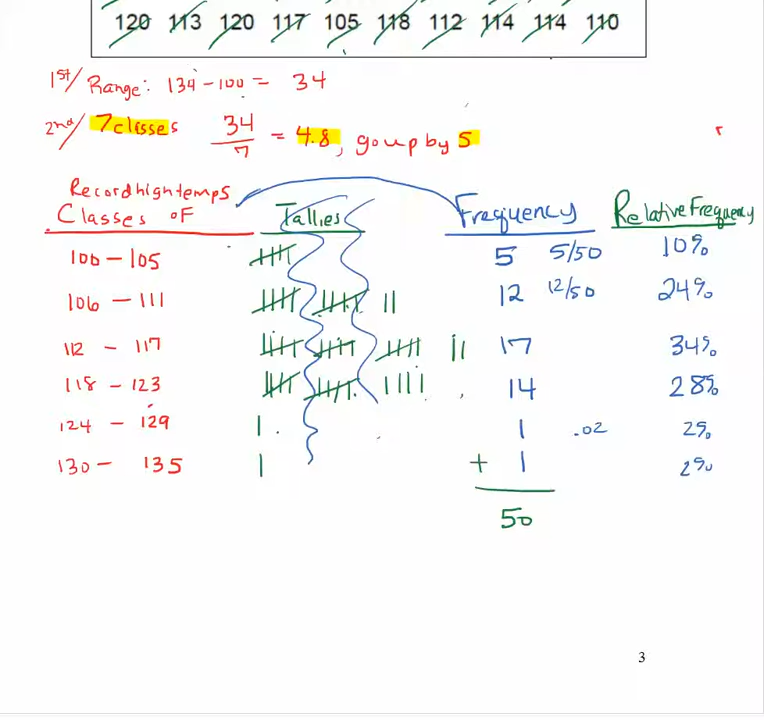 120 113 120 117 105 118 112 114 114 110
1st/ Range: 134 - 100 = 34
2nd/ 7 classes 34/7 = 4.8, go up by 5
Record high temps
Classes of Tallies Frequency Relative Frequency
100 - 105 5 5/50 10%
106 - 111 12 12/50 24%
112 - 117 17 34%
118 - 123 14 28%
124 - 129 1 .02 2%
130 - 135 + 1 2%
50
3